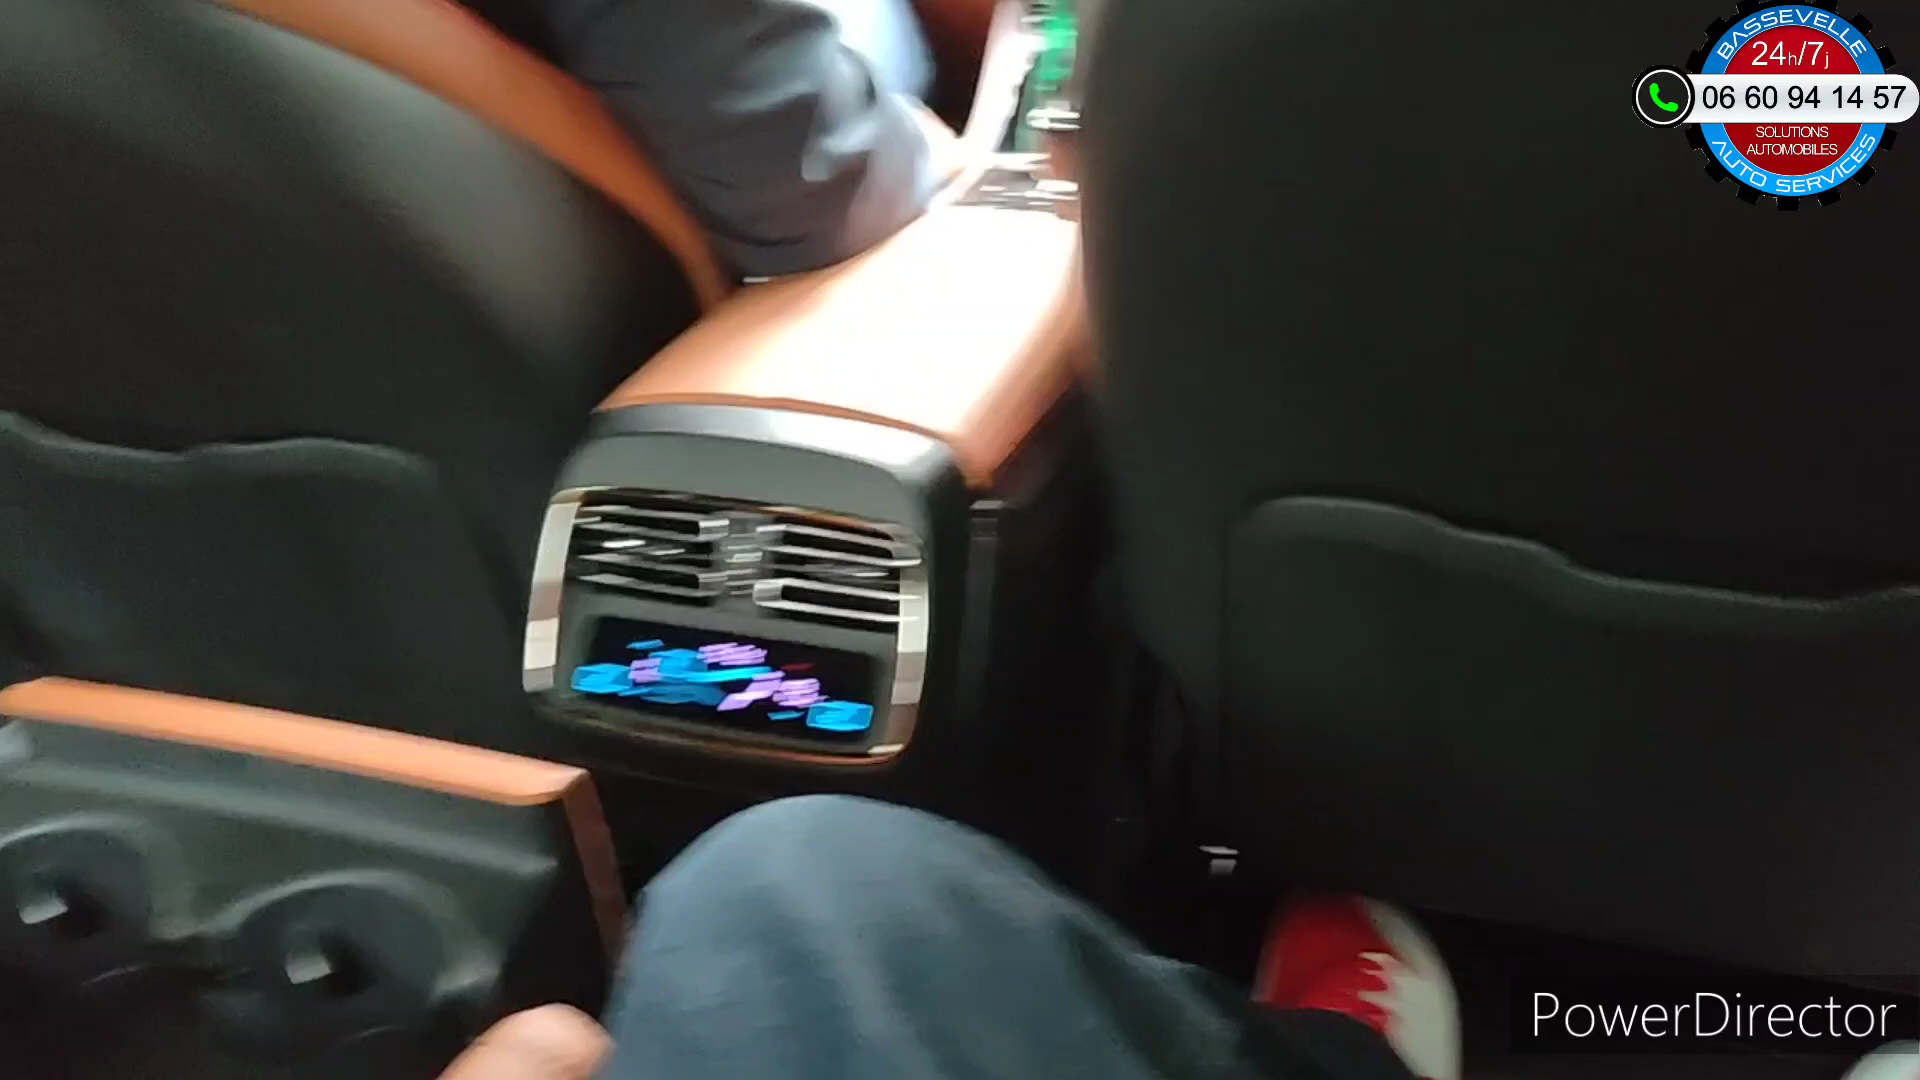 BASSEVELLE
24h/7j
06 60 94 14 57
SOLUTIONS
AUTOMOBILES
AUTO SERVICES
PowerDirector